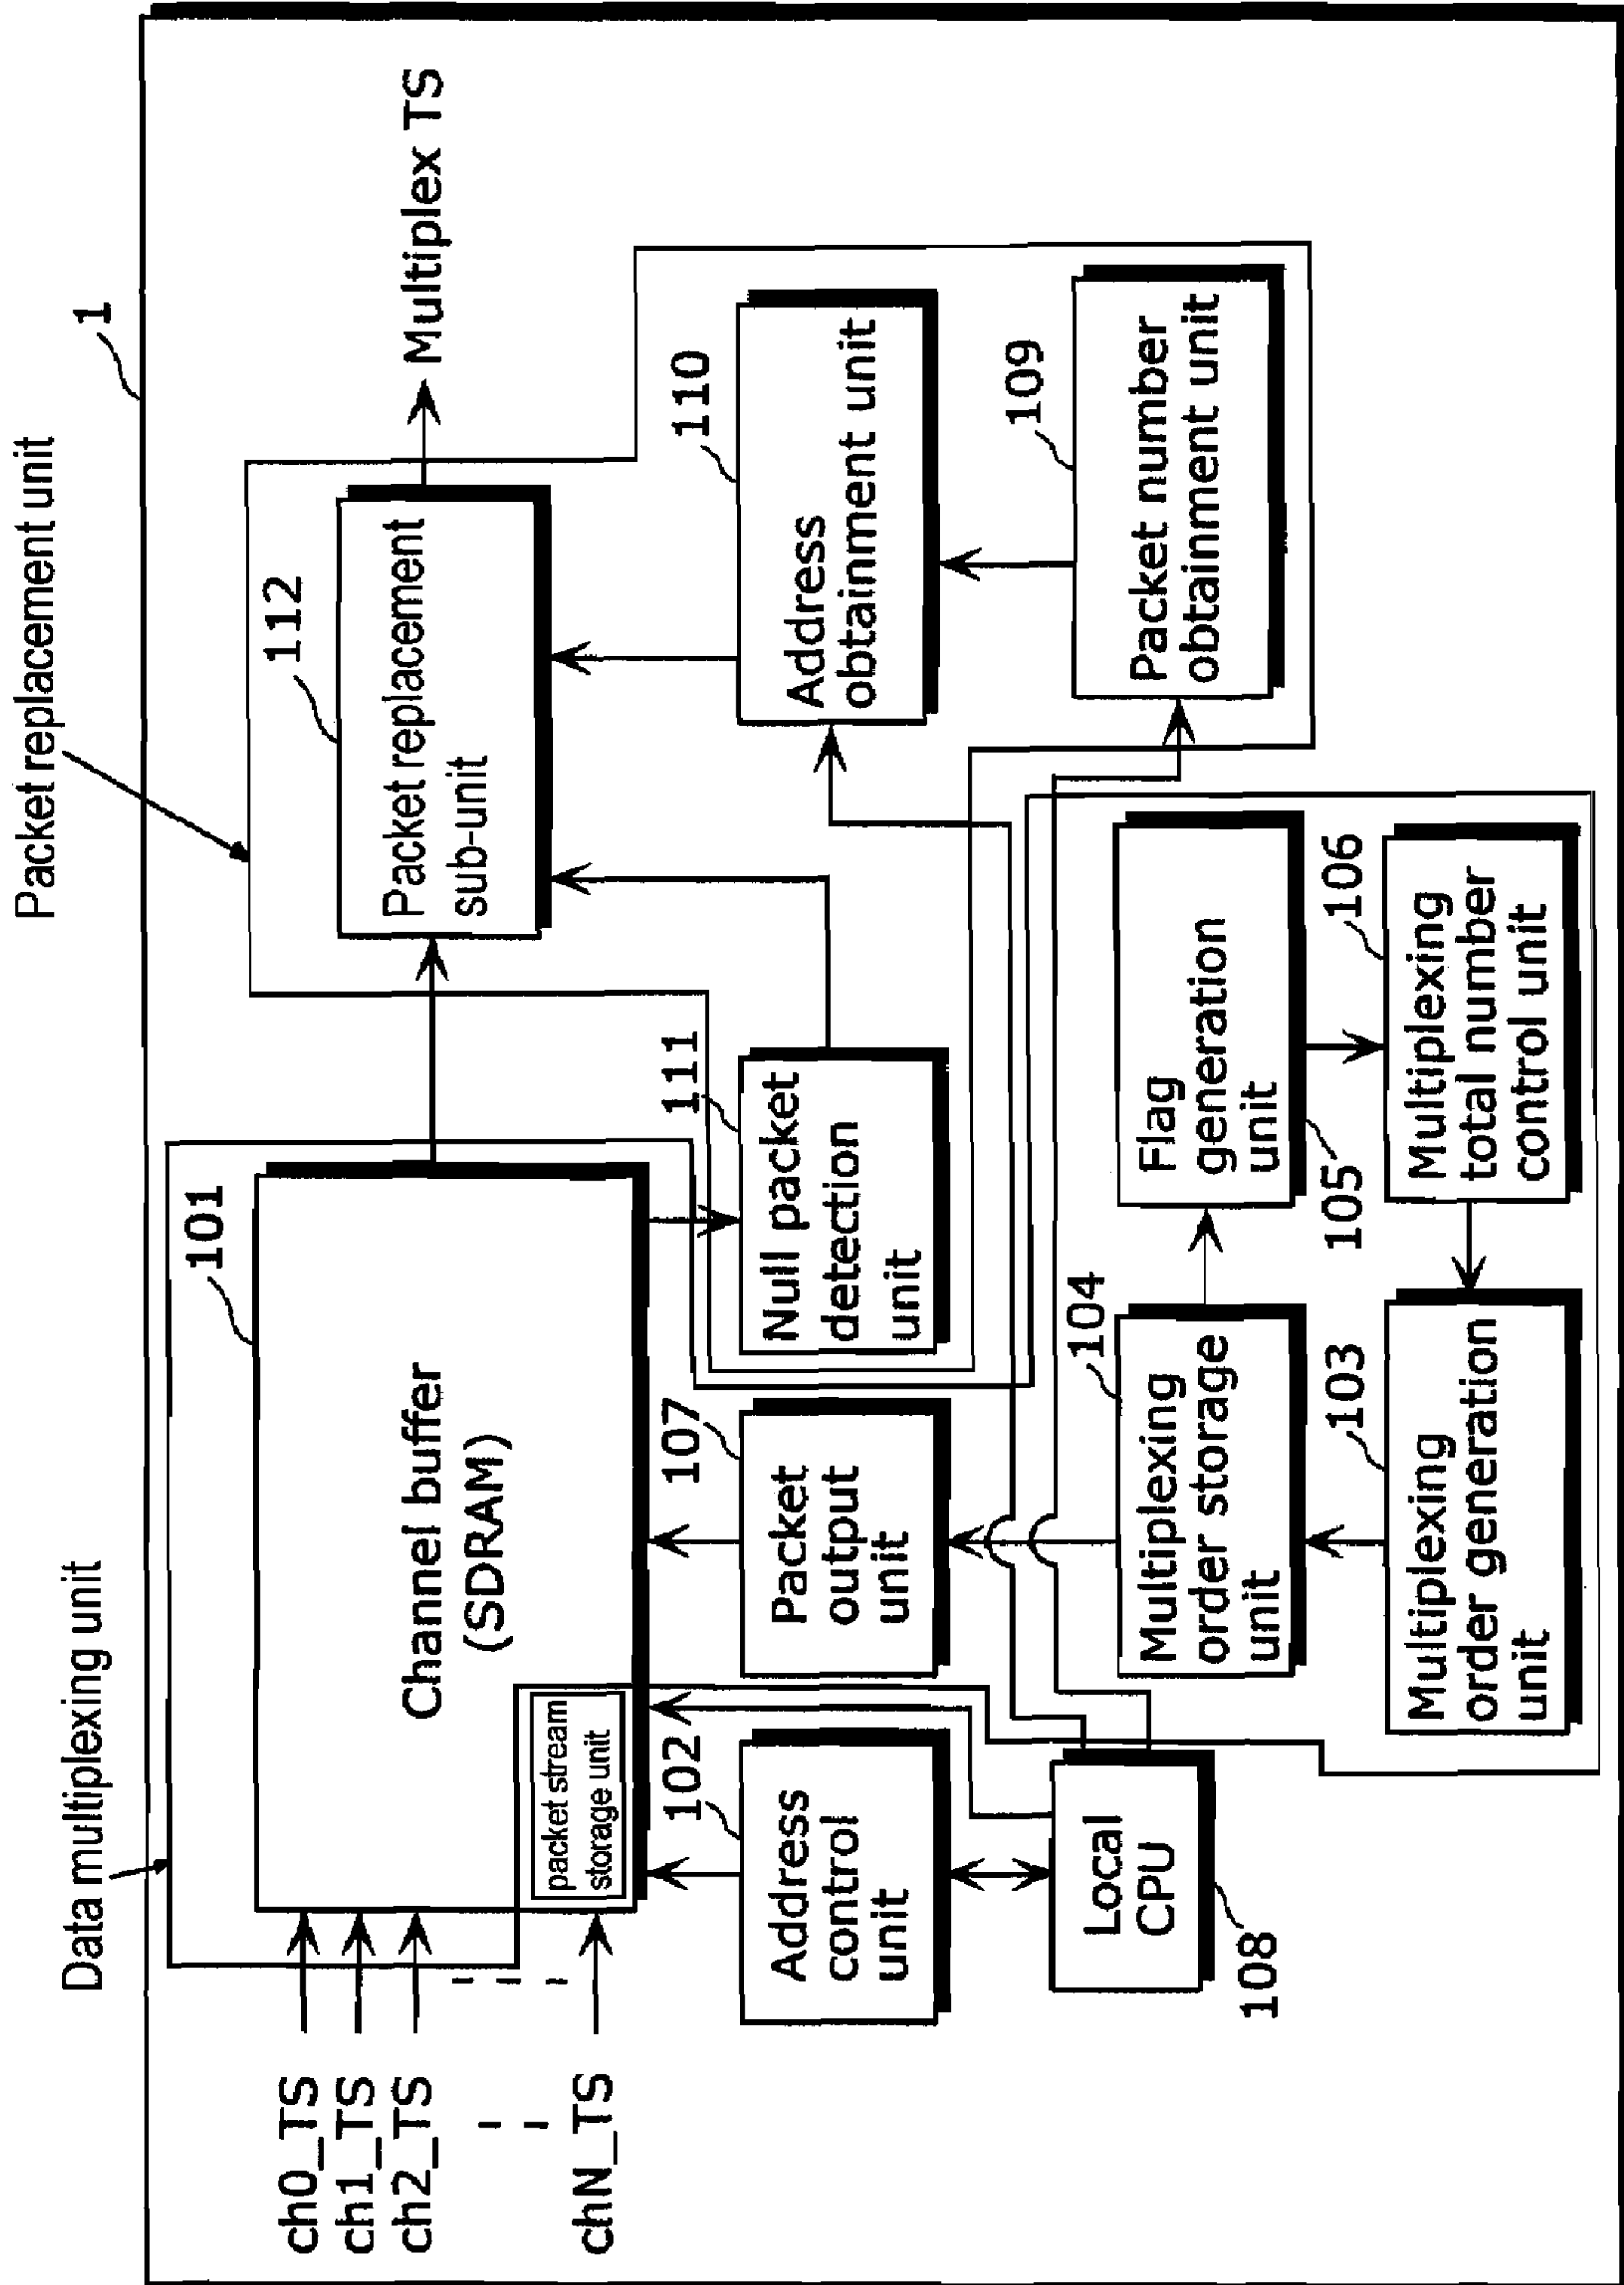 Packet replacement unit
1
Data multiplexing unit
101
Channel buffer
(SDRAM)
packet stream
storage unit
ch0_TS
ch1_TS
ch2_TS
chN_TS
112
Packet replacement
sub-unit
Multiplex TS
102
Address
control
unit
107
Packet
output
unit
111
Null packet
detection
unit
110
Address
obtainment unit
108
Local
CPU
104
Multiplexing
order storage
unit
105
Flag
generation
unit
109
Packet number
obtainment unit
103
Multiplexing
order generation
unit
106
Multiplexing
total number
control unit